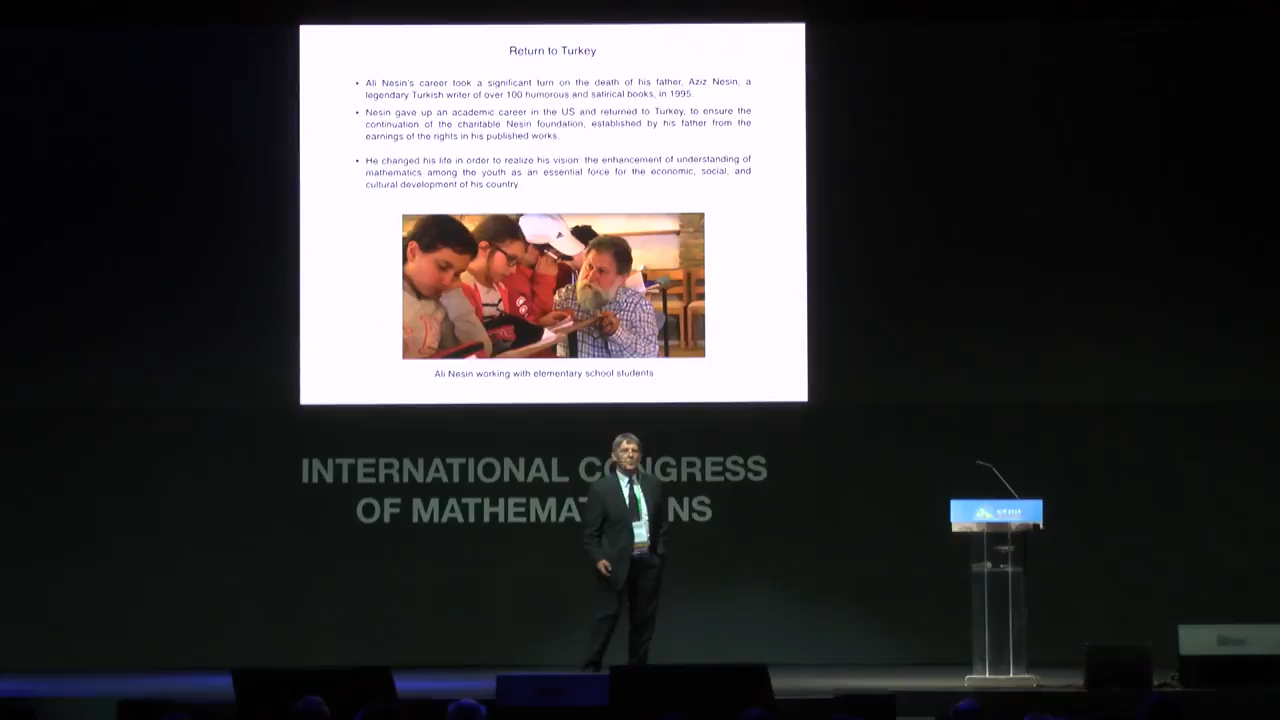 Return to Turkey
• Ali Nesin's career took a significant turn on the death of his father, Aziz Nesin, a
legendary Turkish writer of over 100 humorous and satirical books, in 1995.
• Nesin gave up an academic career in the US and returned to Turkey, to ensure the
continuation of the charitable Nesin foundation, established by his father from the
earnings of the rights in his published works.
• He changed his life in order to realize his vision: the enhancement of understanding of
mathematics among the youth as an essential force for the economic, social, and
cultural development of his country
Ali Nesin working with elementary school students
INTERNATIONAL CONGRESS
OF MATHEMATICIANS